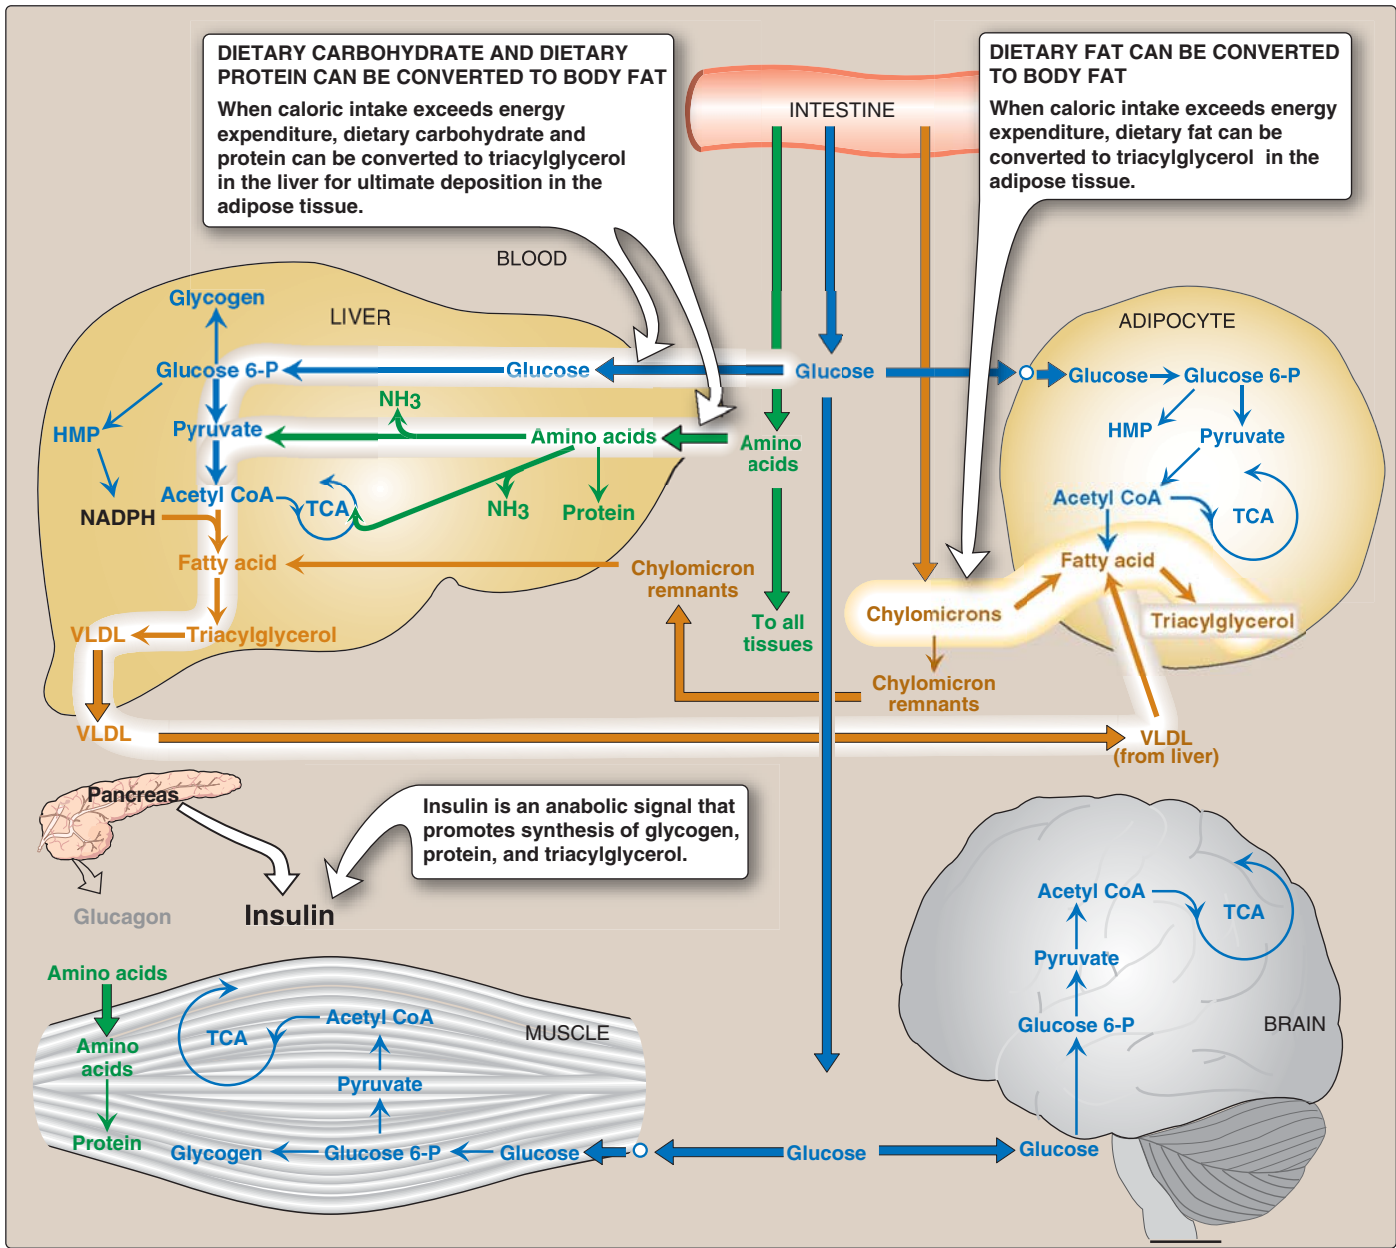 DIETARY CARBOHYDRATE AND DIETARY
PROTEIN CAN BE CONVERTED TO BODY FAT
When caloric intake exceeds energy
expenditure, dietary carbohydrate and
protein can be converted to triacylglycerol
in the liver for ultimate deposition in the
adipose tissue.
INTESTINE
DIETARY FAT CAN BE CONVERTED
TO BODY FAT
When caloric intake exceeds energy
expenditure, dietary fat can be
converted to triacylglycerol in the
adipose tissue.
BLOOD
LIVER
Glycogen
Glucose 6-P
Glucose
Glucose
HMP
Pyruvate
NH3
Amino acids
Amino
acids
NADPH
Acetyl CoA
TCA
NH3
Protein
Fatty acid
Chylomicron
remnants
To all
tissues
VLDL
Triacylglycerol
VLDL
ADIPOCYTE
Glucose
Glucose 6-P
HMP
Pyruvate
Acetyl CoA
TCA
Fatty acid
Chylomicrons
Triacylglycerol
Chylomicron
remnants
VLDL
(from liver)
Pancreas
Glucagon
Insulin
Insulin is an anabolic signal that
promotes synthesis of glycogen,
protein, and triacylglycerol.
Amino acids
Amino
acids
Protein
TCA
Acetyl CoA
MUSCLE
Pyruvate
Glycogen
Glucose 6-P
Glucose
Glucose
Glucose
Acetyl CoA
TCA
Pyruvate
Glucose 6-P
BRAIN